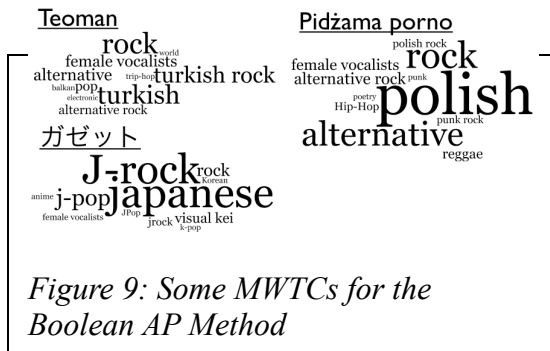 Teoman
rock world
female vocalists
alternative trip-hop turkish rock
balkan pop
electronic turkish
alternative rock
Pidżama porno
polish rock
rock
female vocalists
alternative rock punk
polish
poetry
Hip-Hop
punk rock
alternative
reggae
ガゼット
J-rock rock
Korean
anime j-pop japanese
female vocalists JPop jrock visual kei
k-pop
Figure 9: Some MWTCs for the
Boolean AP Method